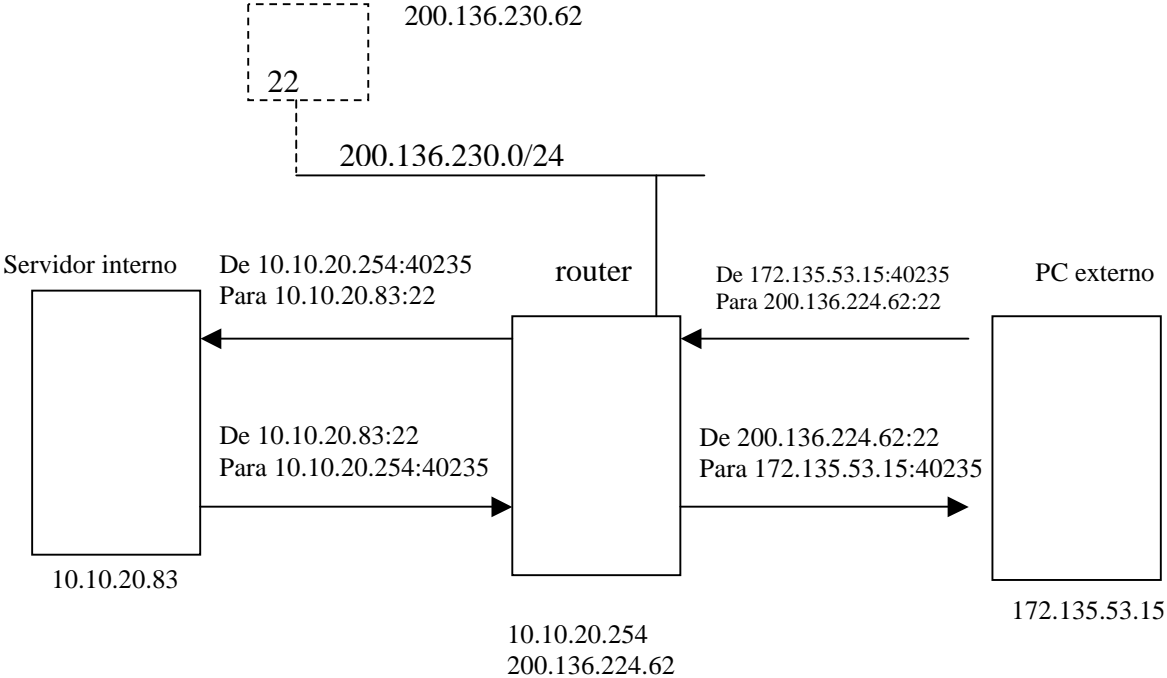 200.136.230.62
22
200.136.230.0/24
Servidor interno
De 10.10.20.254:40235
Para 10.10.20.83:22
router
De 172.135.53.15:40235
Para 200.136.224.62:22
PC externo
De 10.10.20.83:22
Para 10.10.20.254:40235
De 200.136.224.62:22
Para 172.135.53.15:40235
10.10.20.83
172.135.53.15
10.10.20.254
200.136.224.62